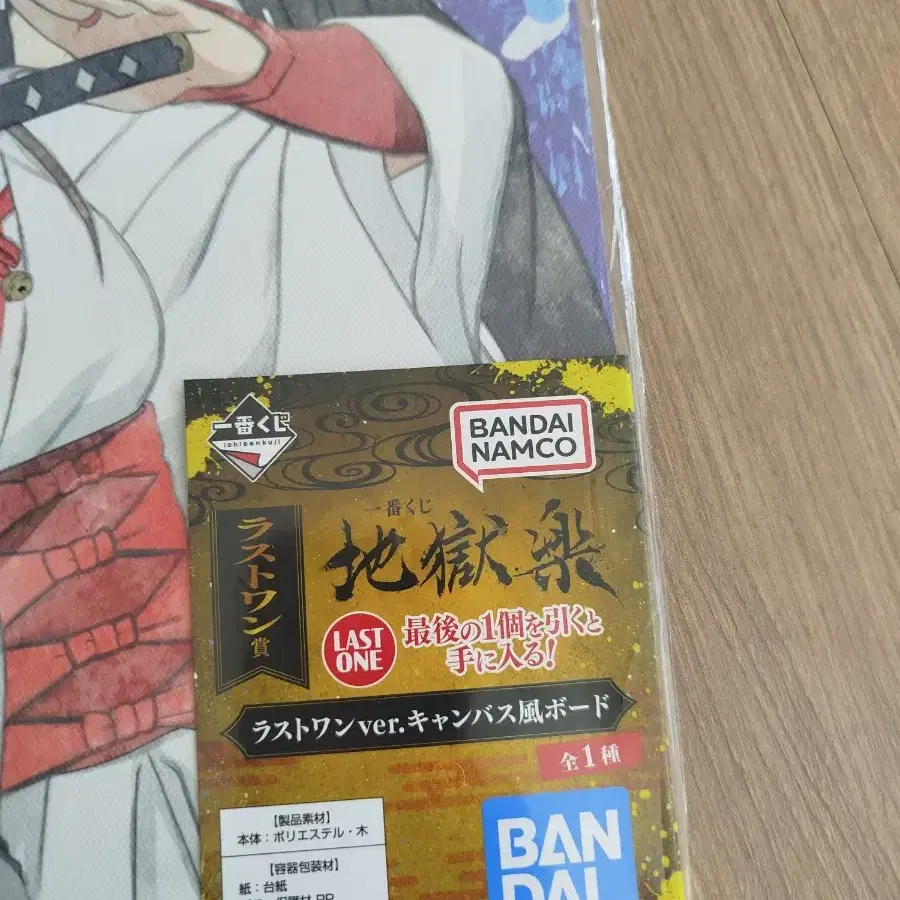 一番くじ
ichibankuji
BANDAI
NAMCO
ラストワン賞
一番くじ
地獄楽
LAST
ONE
最後の1個を引くと
手に入る!
ラストワンver.キャンバス風ボード
全1種
【製品素材】
本体:ポリエステル・木
【容器包装材】
紙:台紙
BAN
DAI